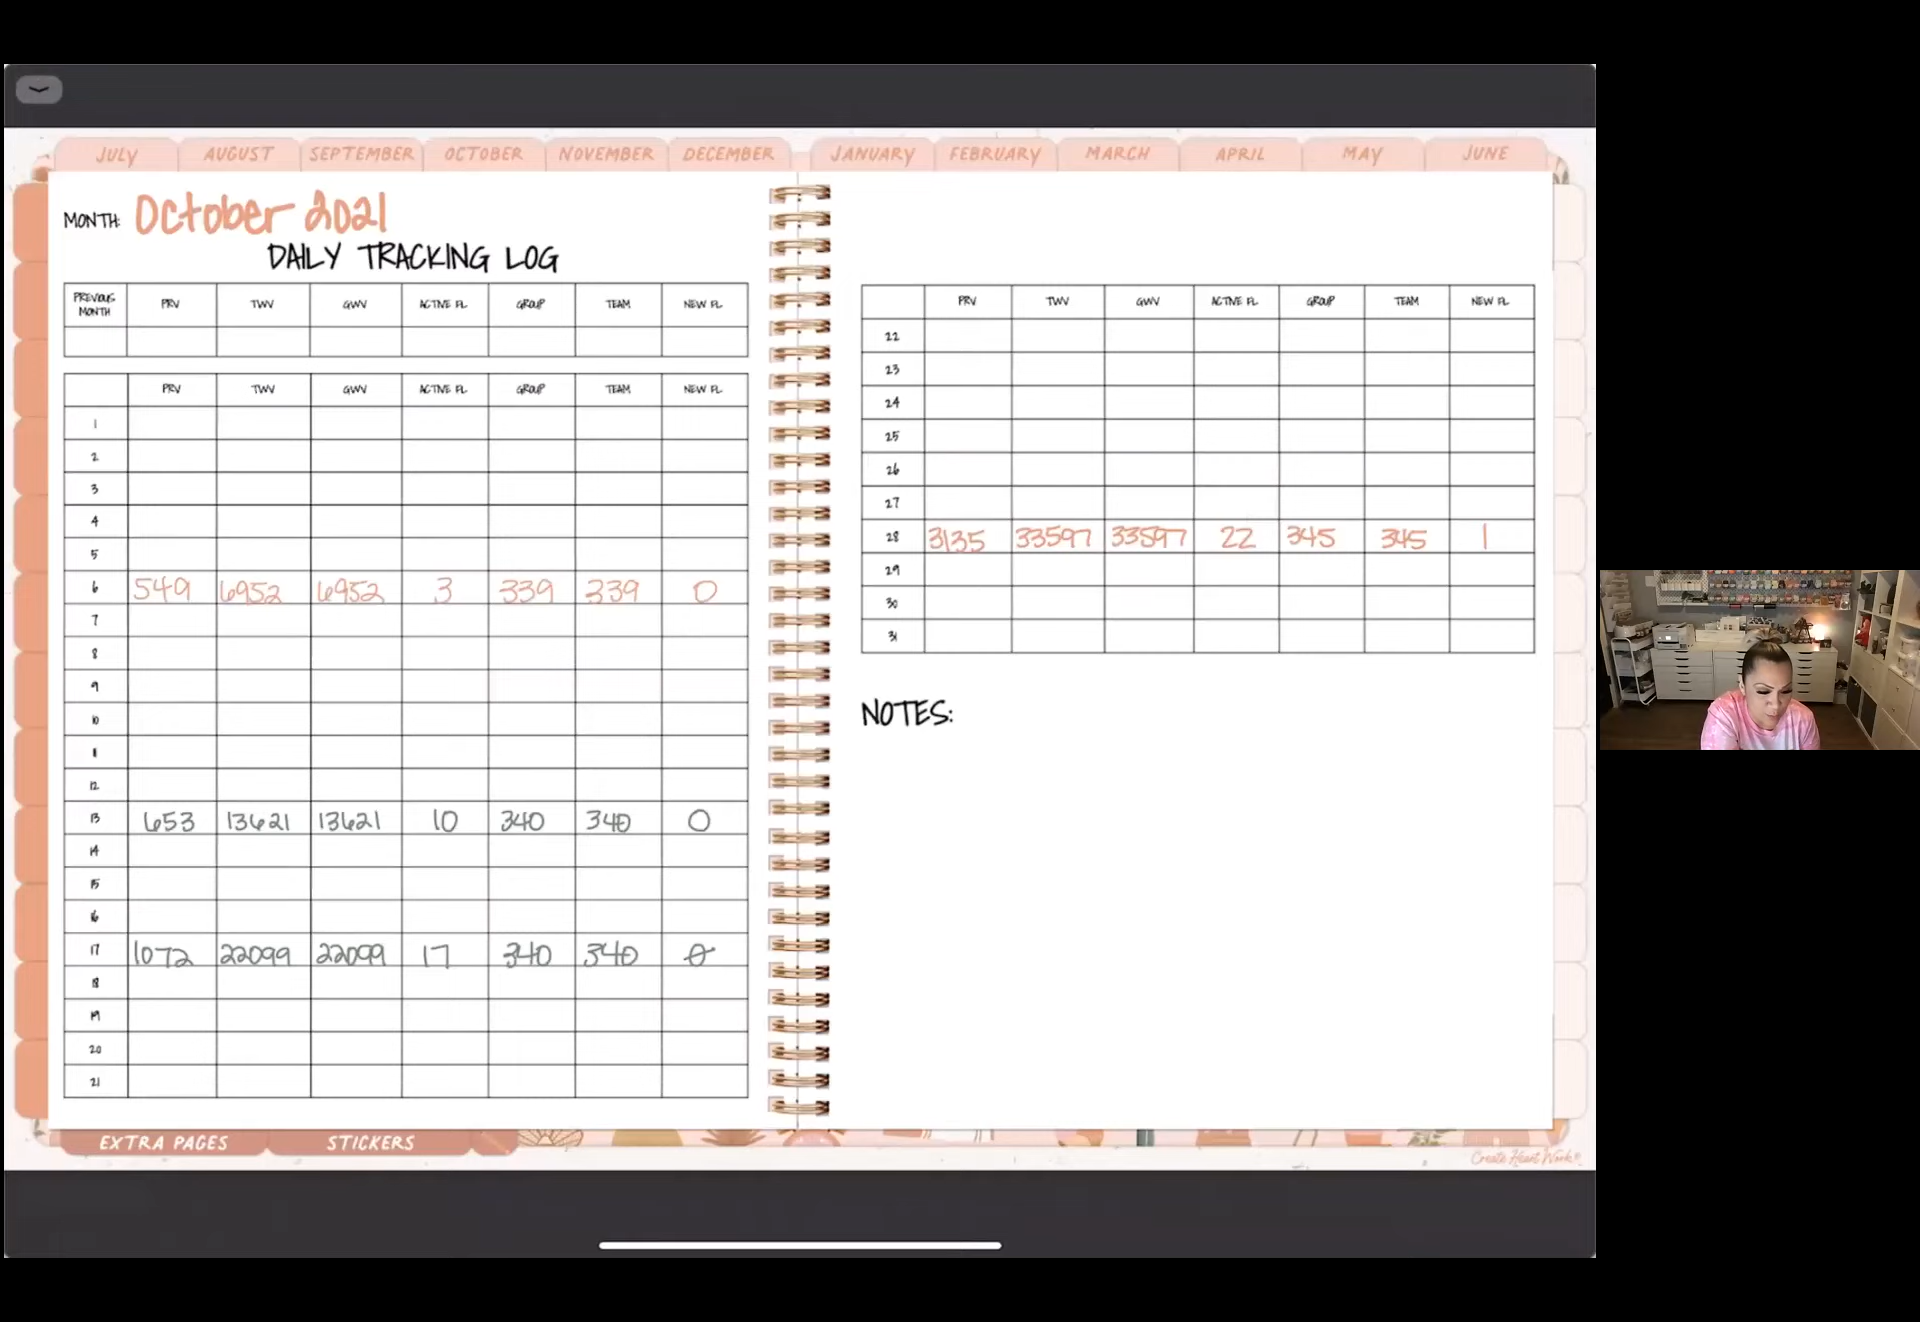 JULY AUGUST SEPTEMBER OCTOBER NOVEMBER DECEMBER JANUARY FEBRUARY MARCH APRIL MAY JUNE
MONTH: October 2021
DAILY TRACKING LOG
PREVIOUS MONTH PRV TWV GWV ACTIVE FL GROUP TEAM NEW FL
PRV TWV GWV ACTIVE FL GROUP TEAM NEW FL
1
2
3
4
5
6 549 6952 6952 3 339 339 0
7
8
9
10
11
12
13 653 13621 13621 10 340 340 0
14
15
16
17 1072 22099 22099 17 340 340 0
18
19
20
21
PRV TWV GWV ACTIVE FL GROUP TEAM NEW FL
22
23
24
25
26
27
28 3135 33597 33597 22 345 345 1
29
30
31
NOTES:
EXTRA PAGES STICKERS
Create Heart Work